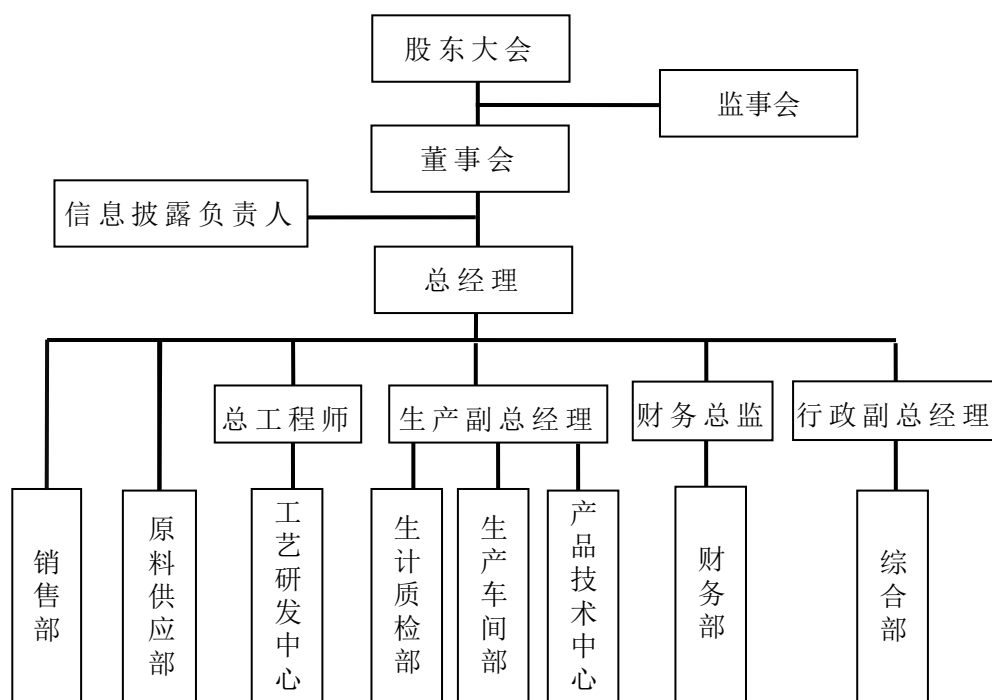 股东大会
监事会
董事会
信息披露负责人
总经理
总工程师
生产副总经理
财务总监
行政副总经理
销售部
原料供应部
工艺研发中心
生计质检部
生产车间部
产品技术中心
财务部
综合部